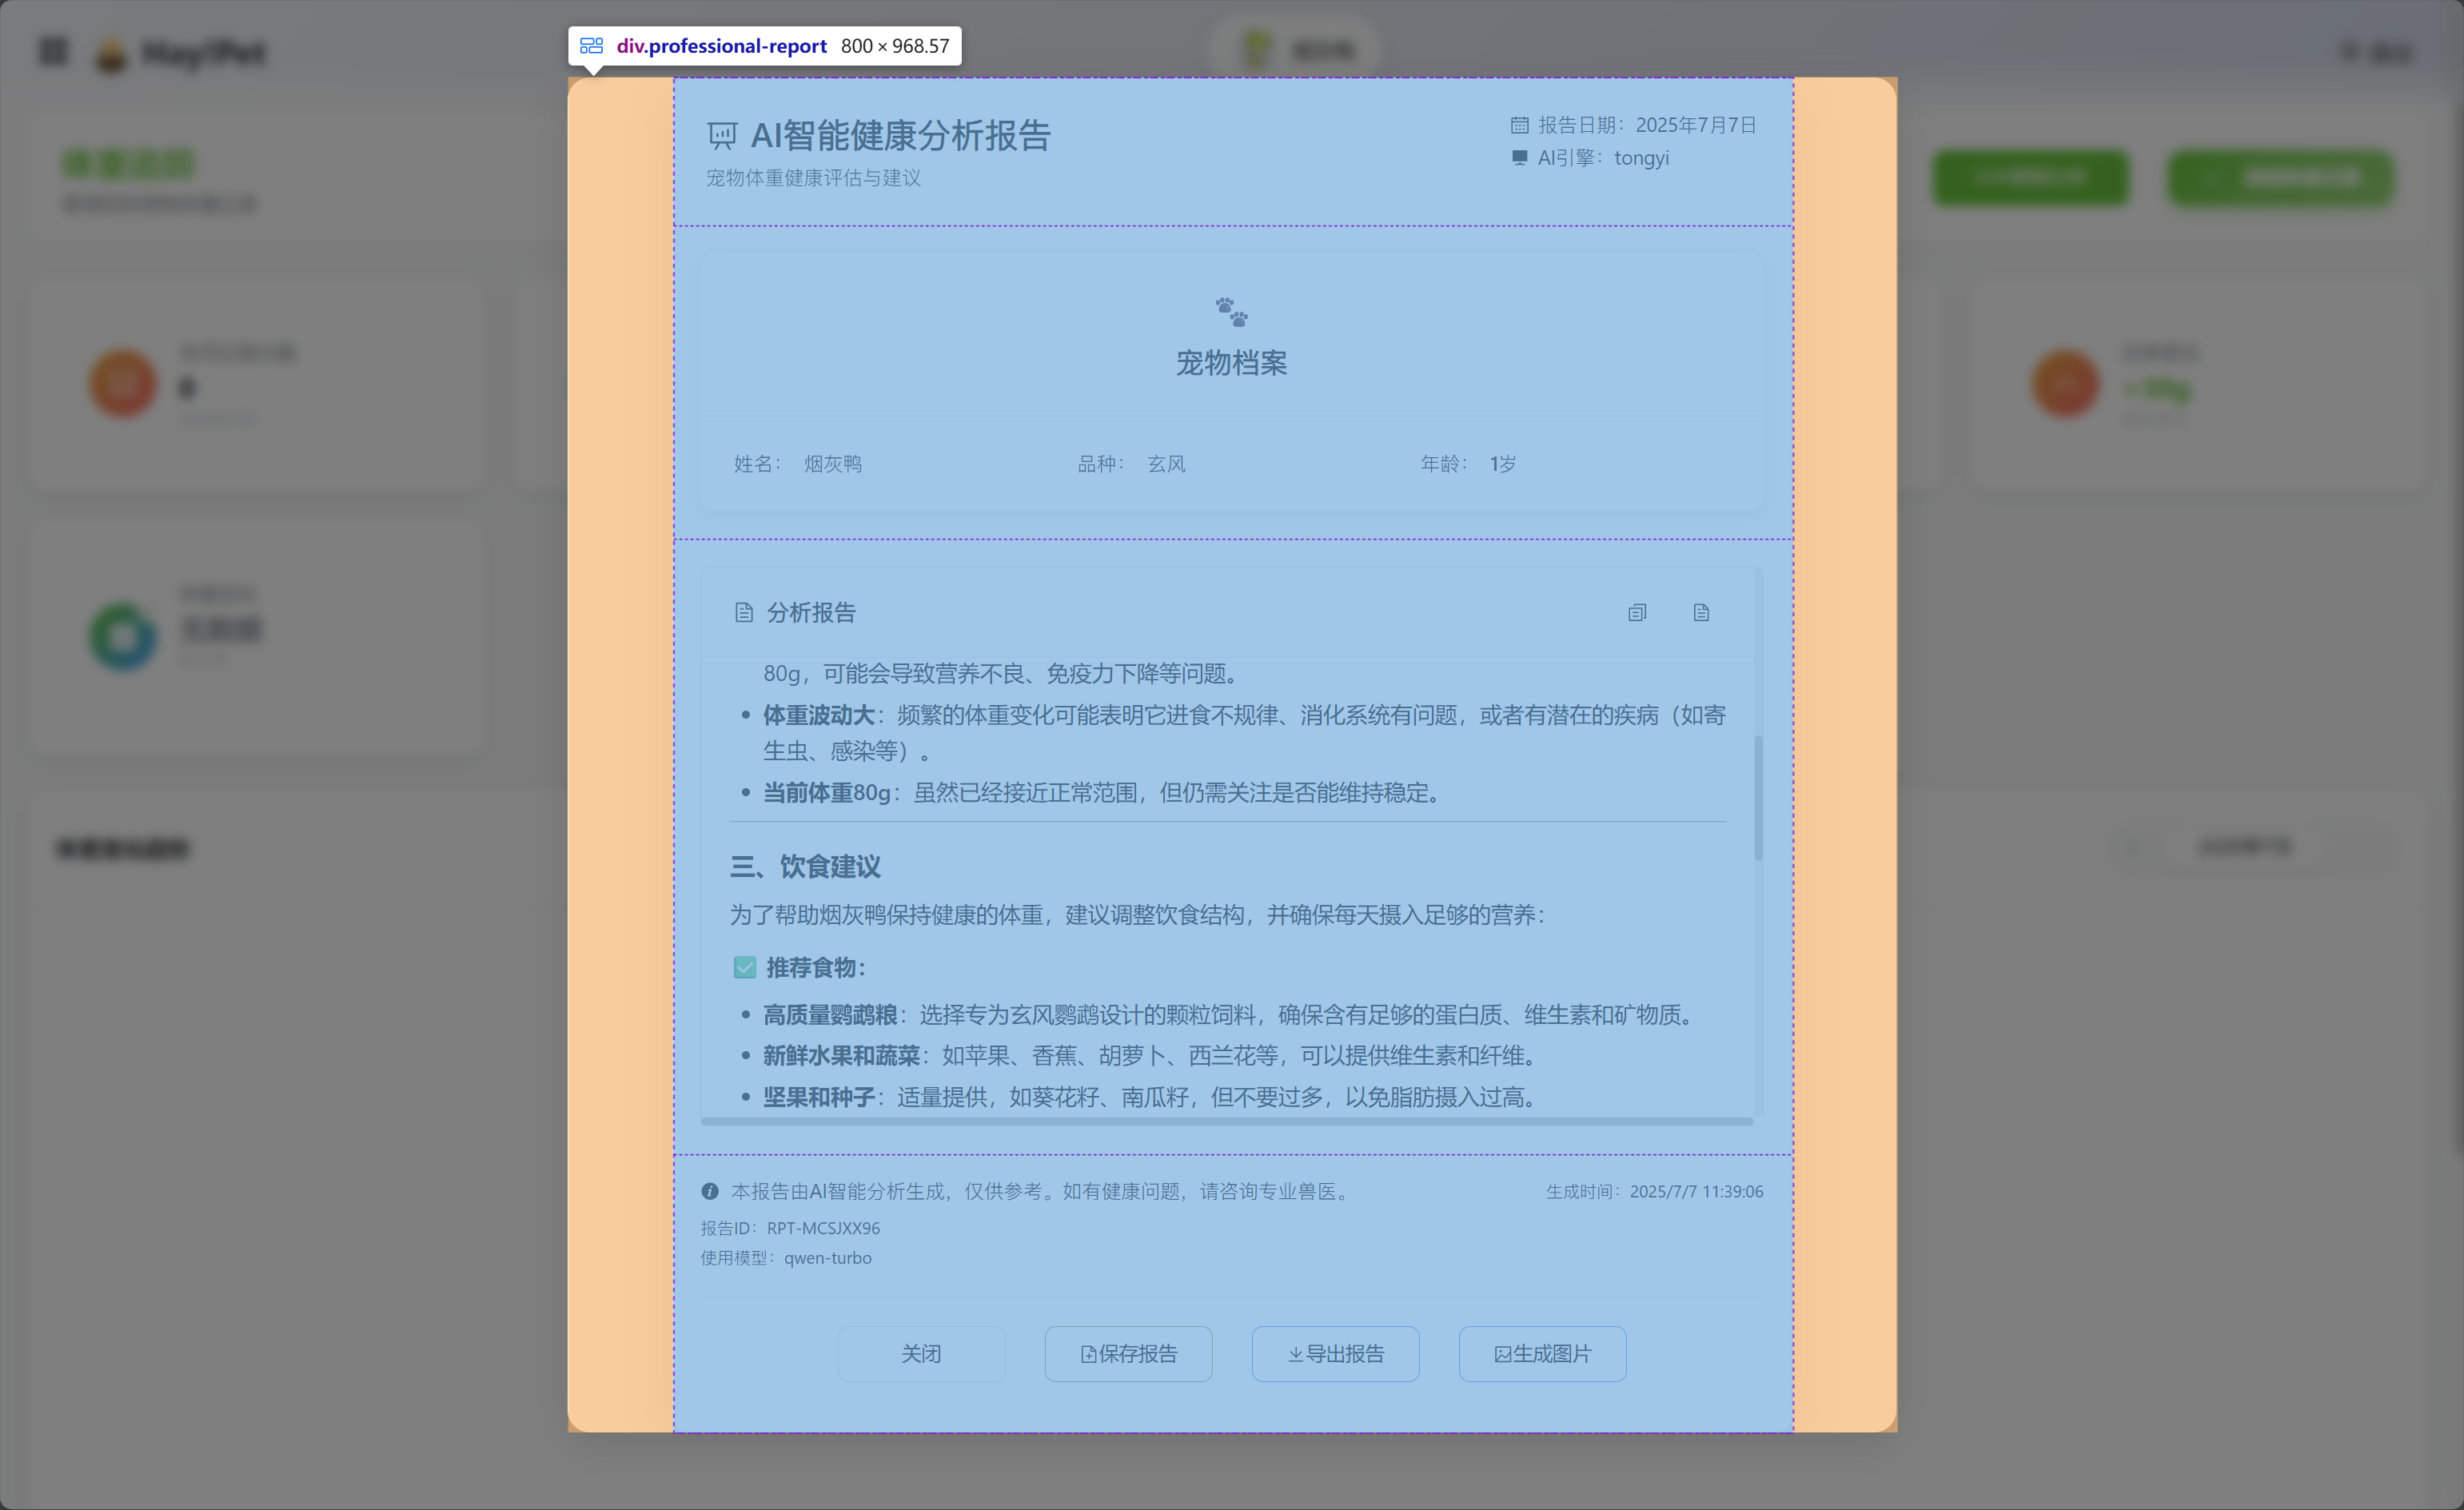 div.professional-report 800 × 968.57
Hay!Pet
AI智能健康分析报告
宠物体重健康评估与建议
报告日期：2025年7月7日
AI引擎：tongyi
体重追踪
宠物档案
姓名： 烟灰鸭 品种： 玄风 年龄： 1岁
分析报告
80g，可能会导致营养不良、免疫力下降等问题。
• 体重波动大：频繁的体重变化可能表明它进食不规律、消化系统有问题，或者有潜在的疾病（如寄
生虫、感染等）。
• 当前体重80g：虽然已经接近正常范围，但仍需关注是否能维持稳定。
三、饮食建议
为了帮助烟灰鸭保持健康的体重，建议调整饮食结构，并确保每天摄入足够的营养：
✅ 推荐食物：
• 高质量鹦鹉粮：选择专为玄风鹦鹉设计的颗粒饲料，确保含有足够的蛋白质、维生素和矿物质。
• 新鲜水果和蔬菜：如苹果、香蕉、胡萝卜、西兰花等，可以提供维生素和纤维。
• 坚果和种子：适量提供，如葵花籽、南瓜籽，但不要过多，以免脂肪摄入过高。
本报告由AI智能分析生成，仅供参考。如有健康问题，请咨询专业兽医。
生成时间：2025/7/7 11:39:06
报告ID：RPT-MCSJXX96
使用模型：qwen-turbo
关闭 保存报告 导出报告 生成图片